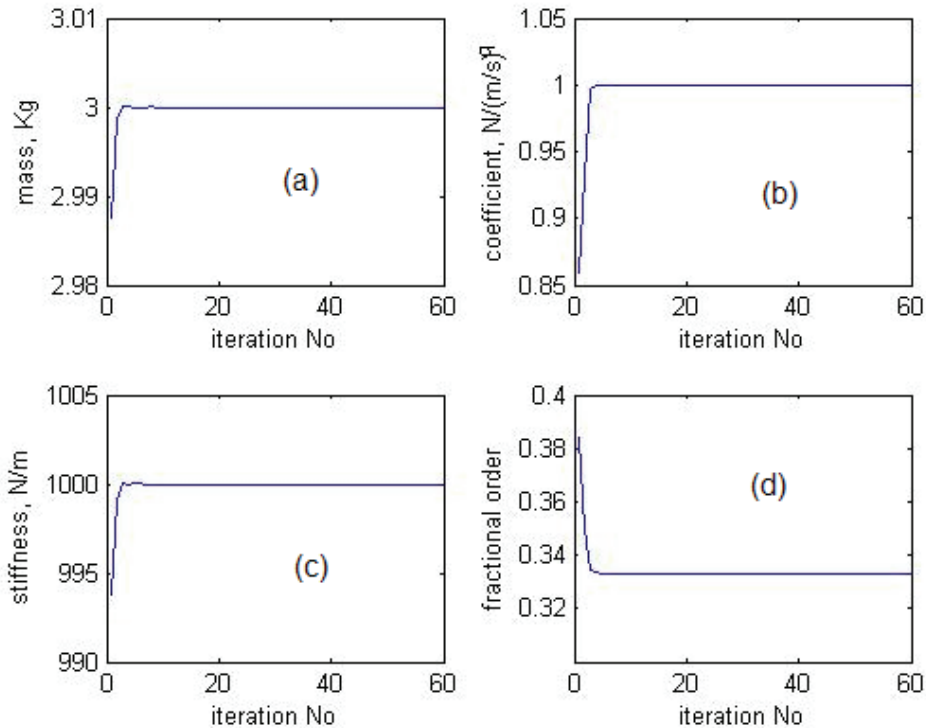 3.01
3
2.99
2.98
mass, Kg
(a)
0 20 40 60
iteration No
1.05
1
0.95
0.9
0.85
coefficient, N/(m/s)^q
(b)
0 20 40 60
iteration No
1005
1000
995
990
stiffness, N/m
(c)
0 20 40 60
iteration No
0.4
0.38
0.36
0.34
0.32
fractional order
(d)
0 20 40 60
iteration No